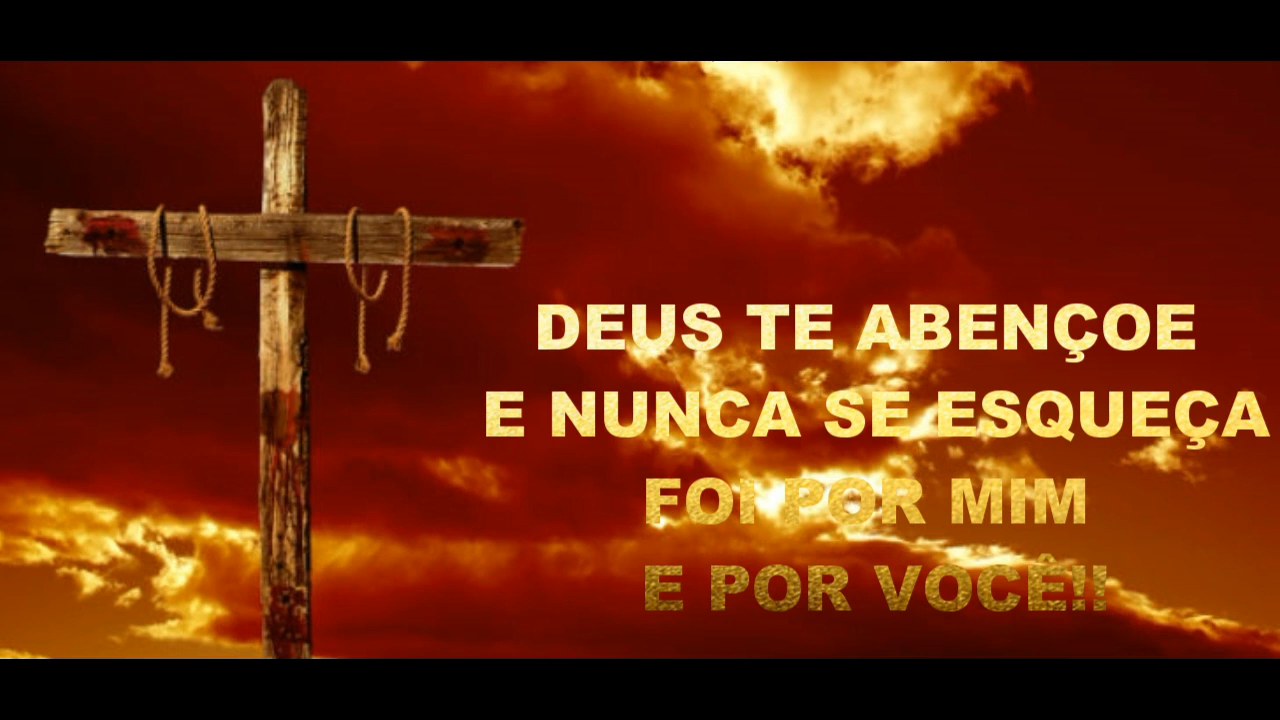 DEUS TE ABENÇOE
E NUNCA SE ESQUEÇA
FOI POR MIM
E POR VOCÊ!!